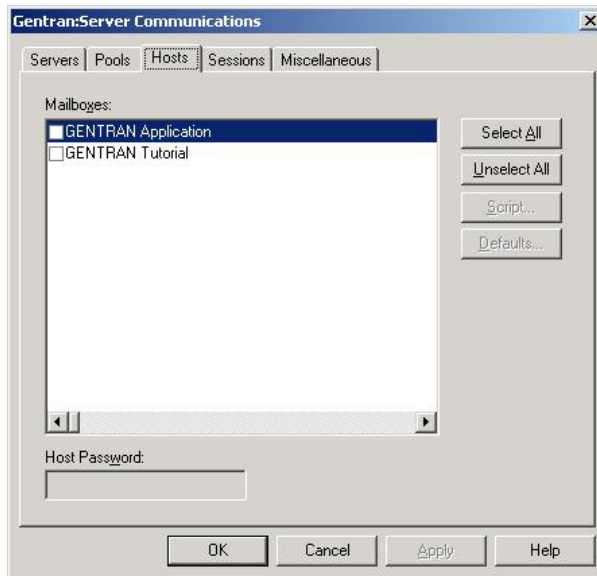 Gentran:Server Communications
Servers Pools Hosts Sessions Miscellaneous
Mailboxes:
GENTRAN Application
GENTRAN Tutorial
Select All
Unselect All
Script...
Defaults...
Host Password:
OK Cancel Apply Help